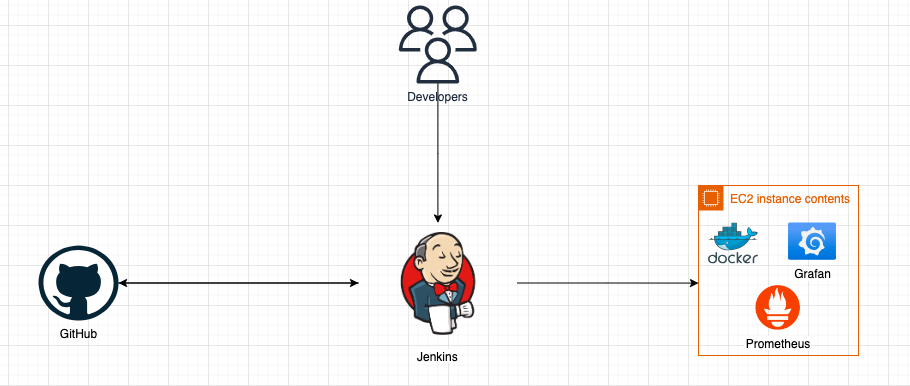 Developers
EC2 instance contents
docker
Grafan
GitHub
Prometheus
Jenkins